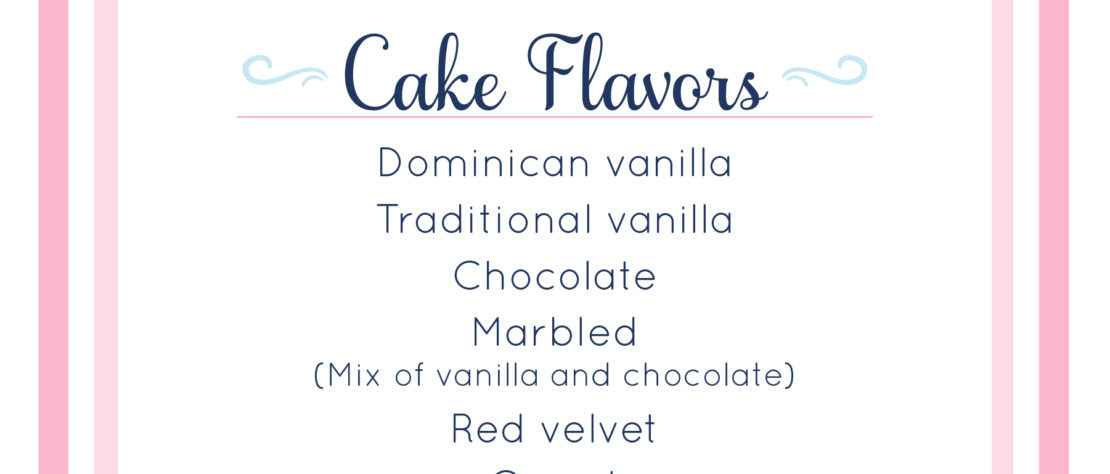 Cake Flavors
Dominican vanilla
Traditional vanilla
Chocolate
Marbled
(Mix of vanilla and chocolate)
Red velvet